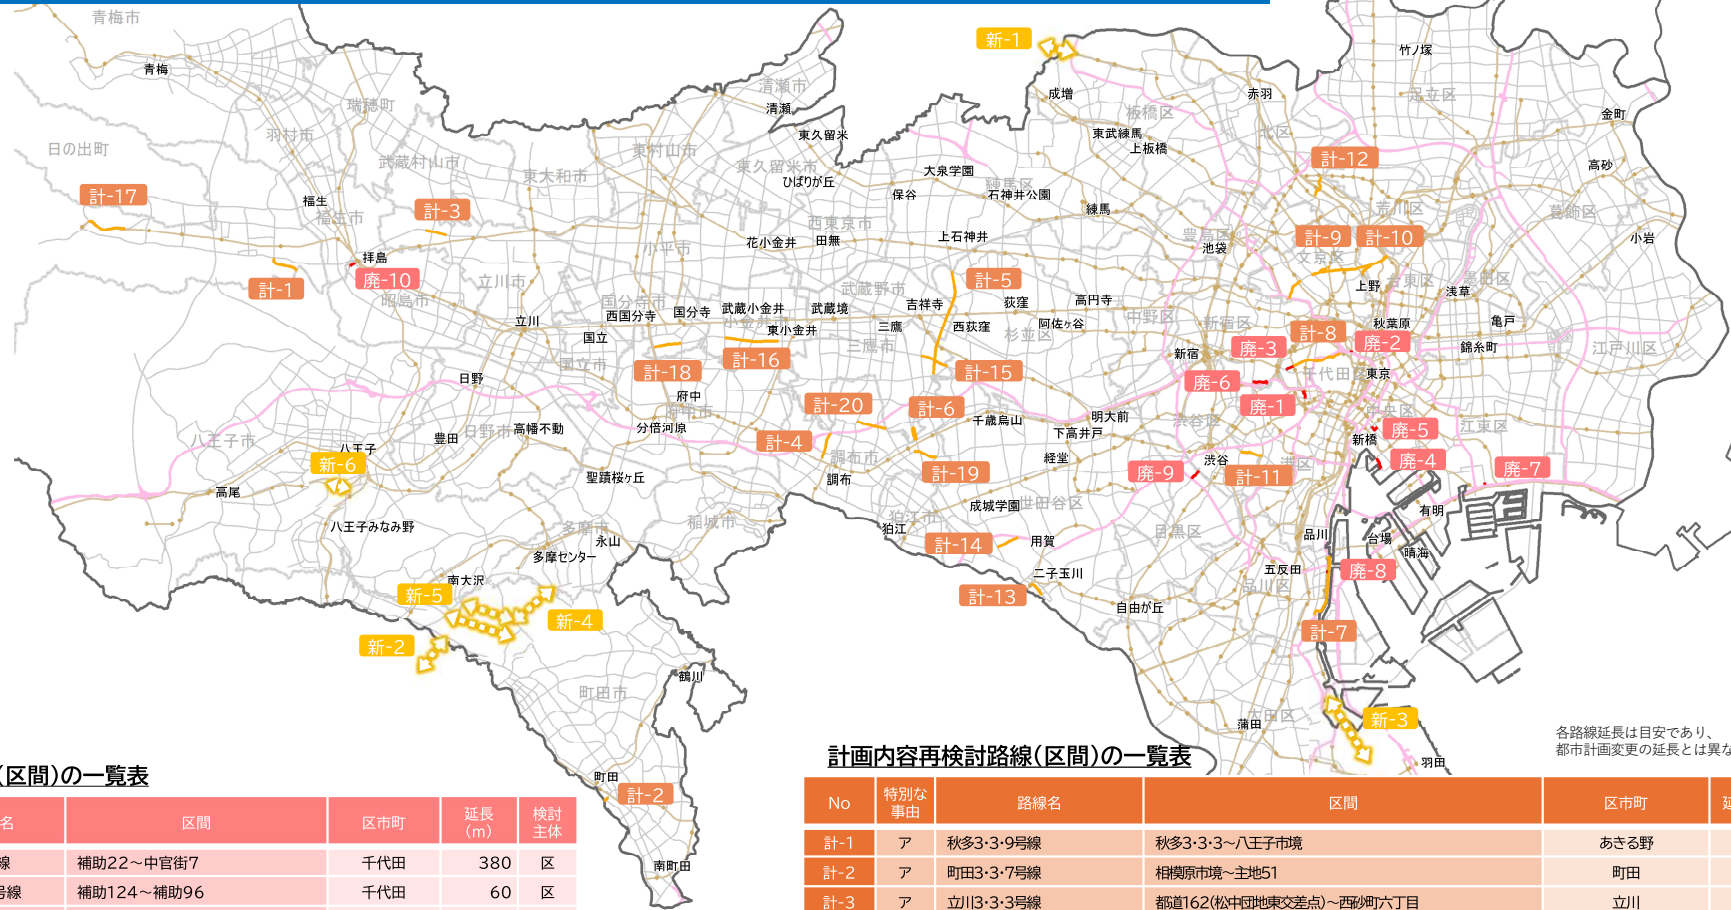 青梅市
新-1
竹ノ塚
青梅
清瀬市
成増
赤羽
足立区
瑞穂町
清瀬
板橋区
金町
羽村市
東久留米
東武練馬
北区
日の出町
武蔵村山市
東村山市
上板橋
計-12
高砂
東大和市
東久留米市
大泉学園
ひばりが丘
練馬区
計-17
福生
保谷
石神井公園
練馬
荒川区
葛飾区
計-3
福生市
西東京市
豊島区
計-9
計-10
小岩
小平市
花小金井
田無
上石神井
池袋
文京区
拝島
廃-10
計-1
立川市
計-5
上野
台東区
墨田区
浅草
昭島市
国分寺市
武蔵野市
吉祥寺
荻窪
高円寺
西国分寺
国分寺
武蔵小金井
武蔵境
中野区
新宿区
立川
小金井市
東小金井
三鷹
西荻窪
杉並区
阿佐ヶ谷
計-8
秋葉原
亀戸
国立
三鷹市
廃-3
廃-2
錦糸町
江戸川区
国立市
計-18
計-16
計-15
新宿
千代田区
東京
日野
廃-6
府中
計-20
計-6
廃-1
中央区
府中市
千歳烏山
明大前
渋谷区
廃-5
江東区
八王子市
豊田
日野市
高幡不動
分倍河原
計-4
下高井戸
新橋
八王子
調布市
経堂
渋谷
港区
廃-4
廃-7
新-6
聖蹟桜ヶ丘
調布
計-19
廃-9
計-11
高尾
成城学園
世田谷区
有明
八王子みなみ野
多摩市
稲城市
狛江市
狛江
目黒区
品川
台場
永山
計-14
用賀
晴海
多摩センター
二子玉川
五反田
廃-8
南大沢
品川区
新-5
計-13
自由が丘
新-4
計-7
新-2
鶴川
町田市
大田区
新-3
蒲田
羽田
各路線延長は目安であり、
都市計画変更の延長とは異な
計画内容再検討路線(区間)の一覧表
(区間)の一覧表
町田
計-2
南町田
名 区間 区市町 延長(m) 検討主体
線 補助22～中官街7 千代田 380 区
号線 補助124～補助96 千代田 60 区
No 特別な事由 路線名 区間 区市町 延
計-1 ア 秋多3・3・9号線 秋多3・3・3～八王子市境 あきる野
計-2 ア 町田3・3・7号線 相模原市境～主地51 町田
計-3 ア 立川3・3・3号線 都道162(松中団地東交差点)～西砂町六丁目 立川